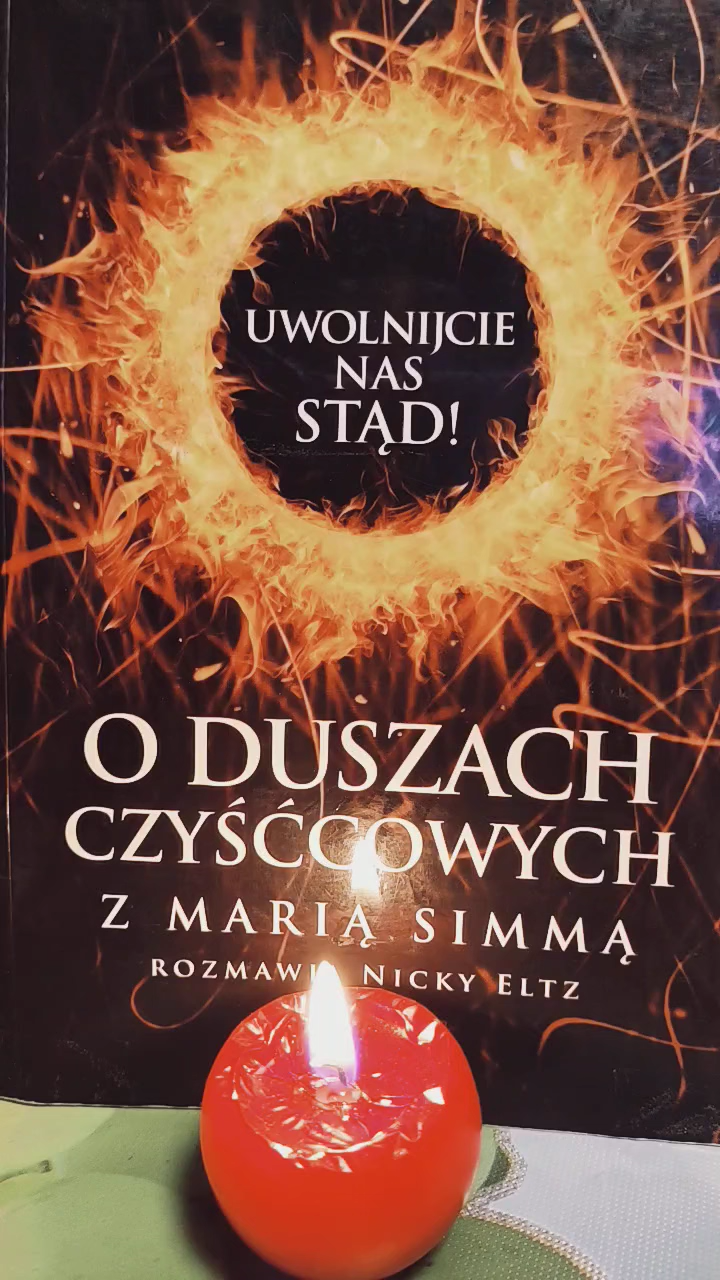 UWOLNIJCIE
NAS
STĄD!
O DUSZACH
CZYŚĆCOWYCH
Z MARIĄ SIMMĄ
NICKY ELTZ